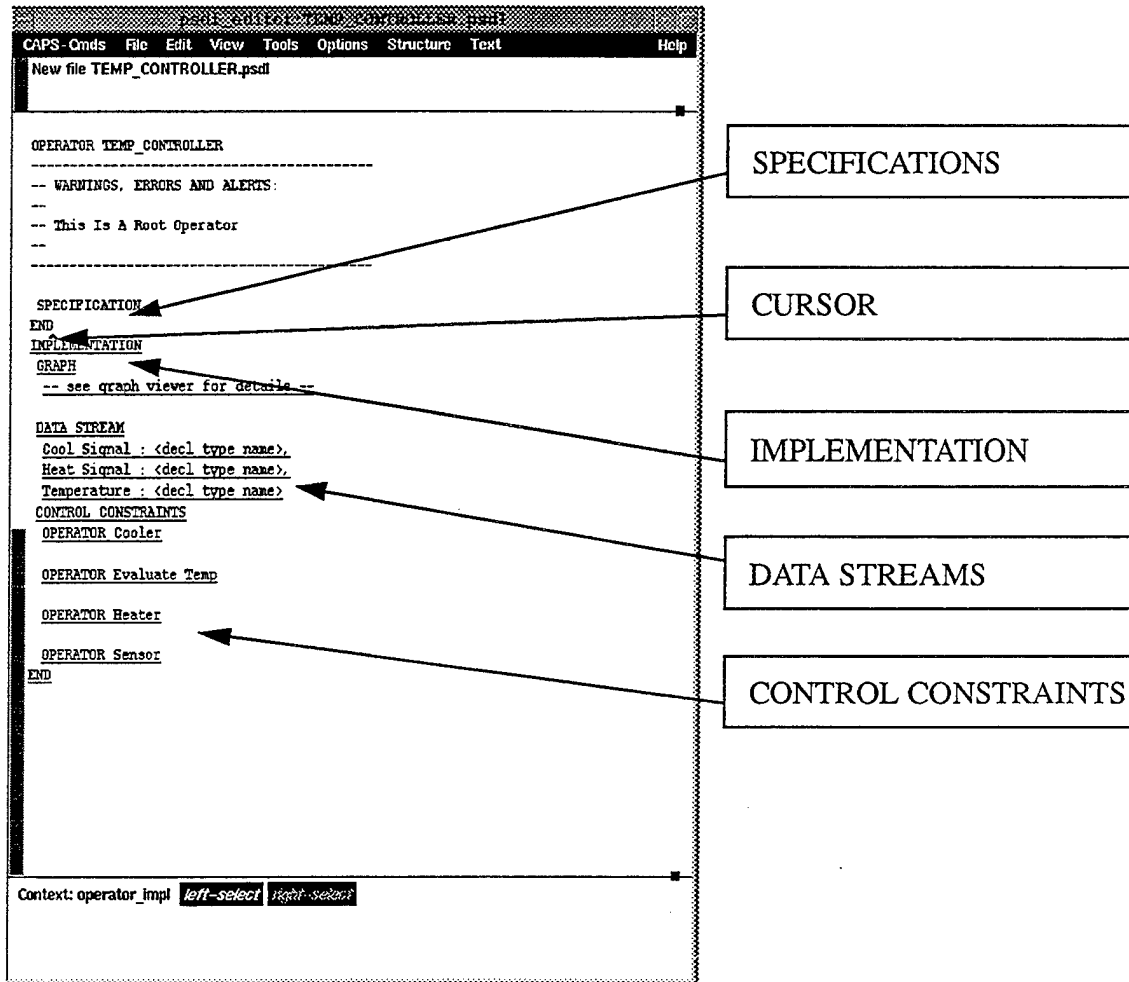 psdl_editor:TEMP_CONTROLLER.psdl
CAPS-Cmds File Edit View Tools Options Structure Text Help
New file TEMP_CONTROLLER.psdl
OPERATOR TEMP_CONTROLLER
--------------------------------------------
-- WARNINGS, ERRORS AND ALERTS:
--
-- This Is A Root Operator
--
--------------------------------------------
SPECIFICATION
END
IMPLEMENTATION
GRAPH
-- see graph viewer for details --
DATA STREAM
Cool Signal : <decl type name>,
Heat Signal : <decl type name>,
Temperature : <decl type name>
CONTROL CONSTRAINTS
OPERATOR Cooler
OPERATOR Evaluate Temp
OPERATOR Heater
OPERATOR Sensor
END
Context: operator_impl left-select right-select
SPECIFICATIONS
CURSOR
IMPLEMENTATION
DATA STREAMS
CONTROL CONSTRAINTS